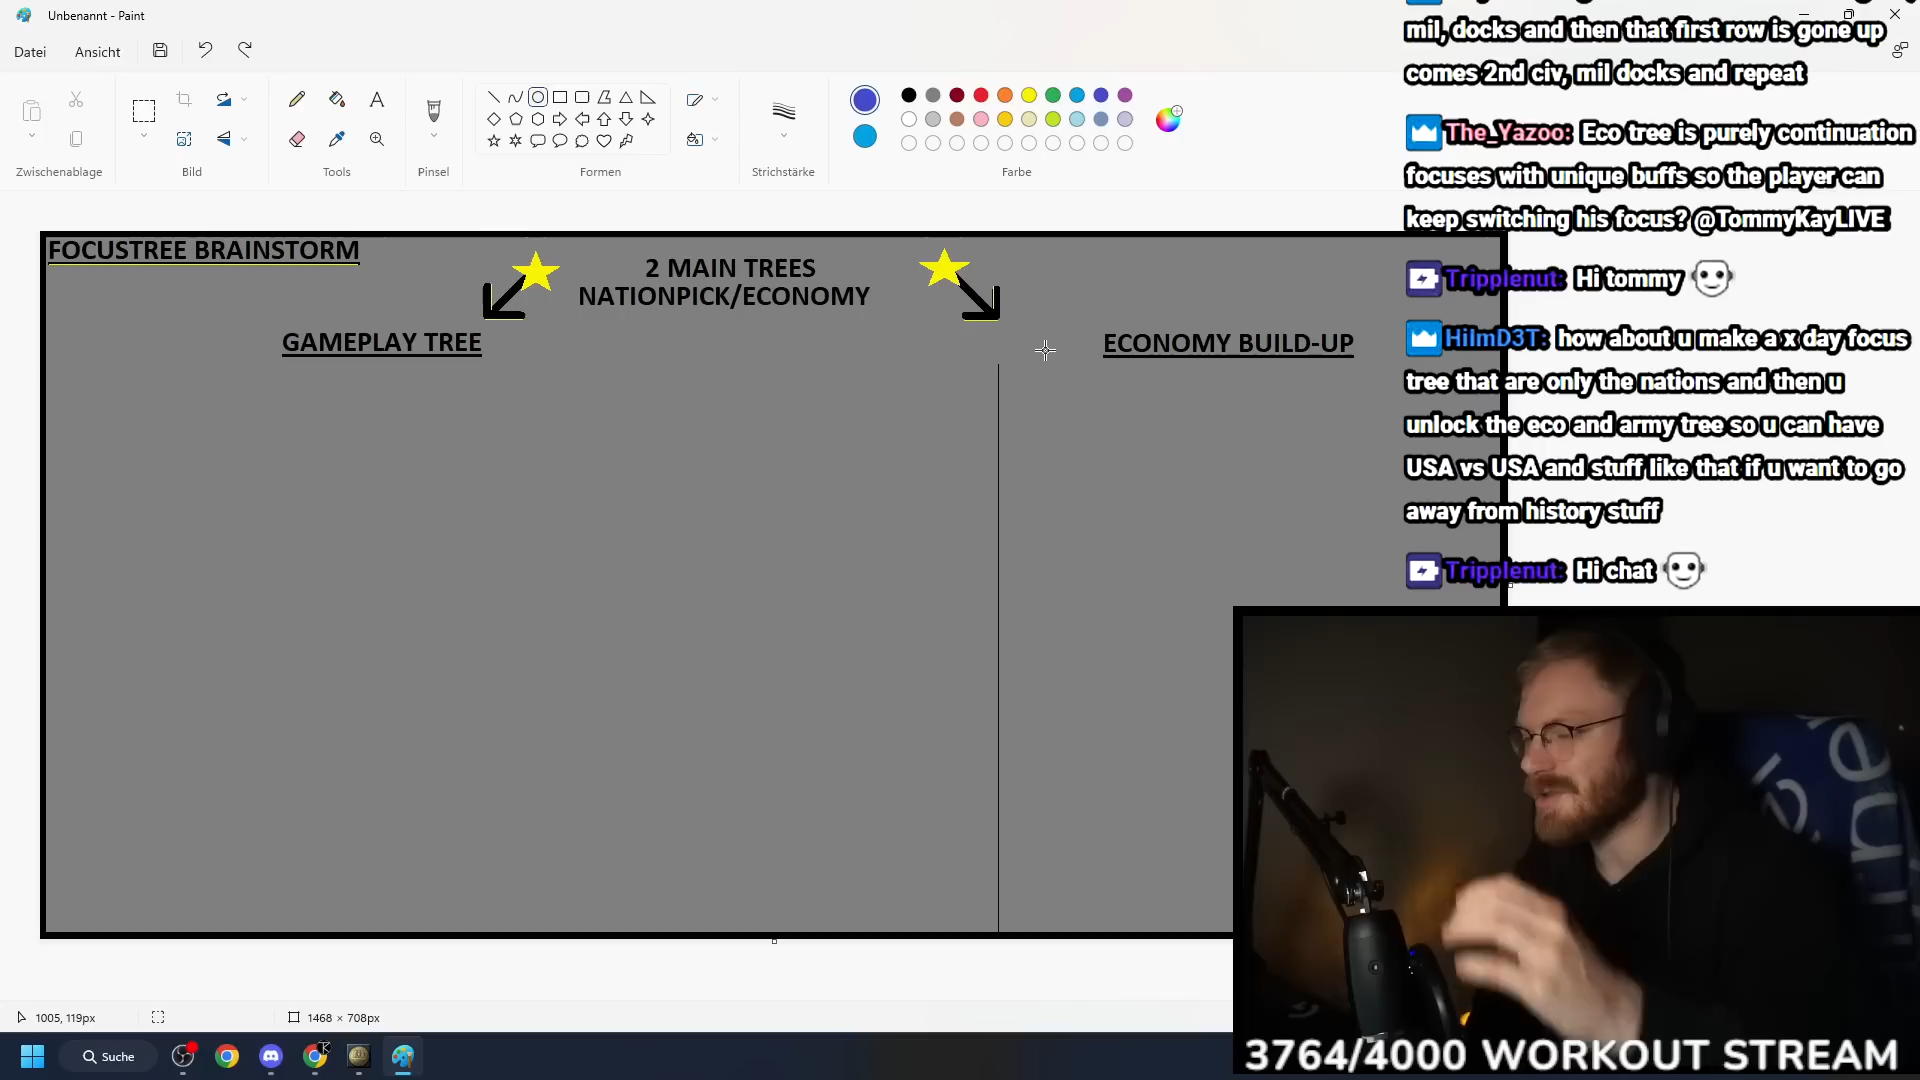 Unbenannt - Paint
Datei
Ansicht
Zwischenablage
Bild
Tools
Pinsel
Formen
Strichstärke
Farbe
FOCUSTREE BRAINSTORM
2 MAIN TREES
NATIONPICK/ECONOMY
GAMEPLAY TREE
ECONOMY BUILD-UP
mil, docks and then that first row is gone up
comes 2nd civ, mil docks and repeat
The_Yazoo: Eco tree is purely continuation
focuses with unique buffs so the player can
keep switching his focus? @TommyKayLIVE
Tripplenut: Hi tommy
HiImD3T: how about u make a x day focus
tree that are only the nations and then u
unlock the eco and army tree so u can have
USA vs USA and stuff like that if u want to go
away from history stuff
Tripplenut: Hi chat
1005, 119px
1468 × 708px
Suche
3764/4000 WORKOUT STREAM